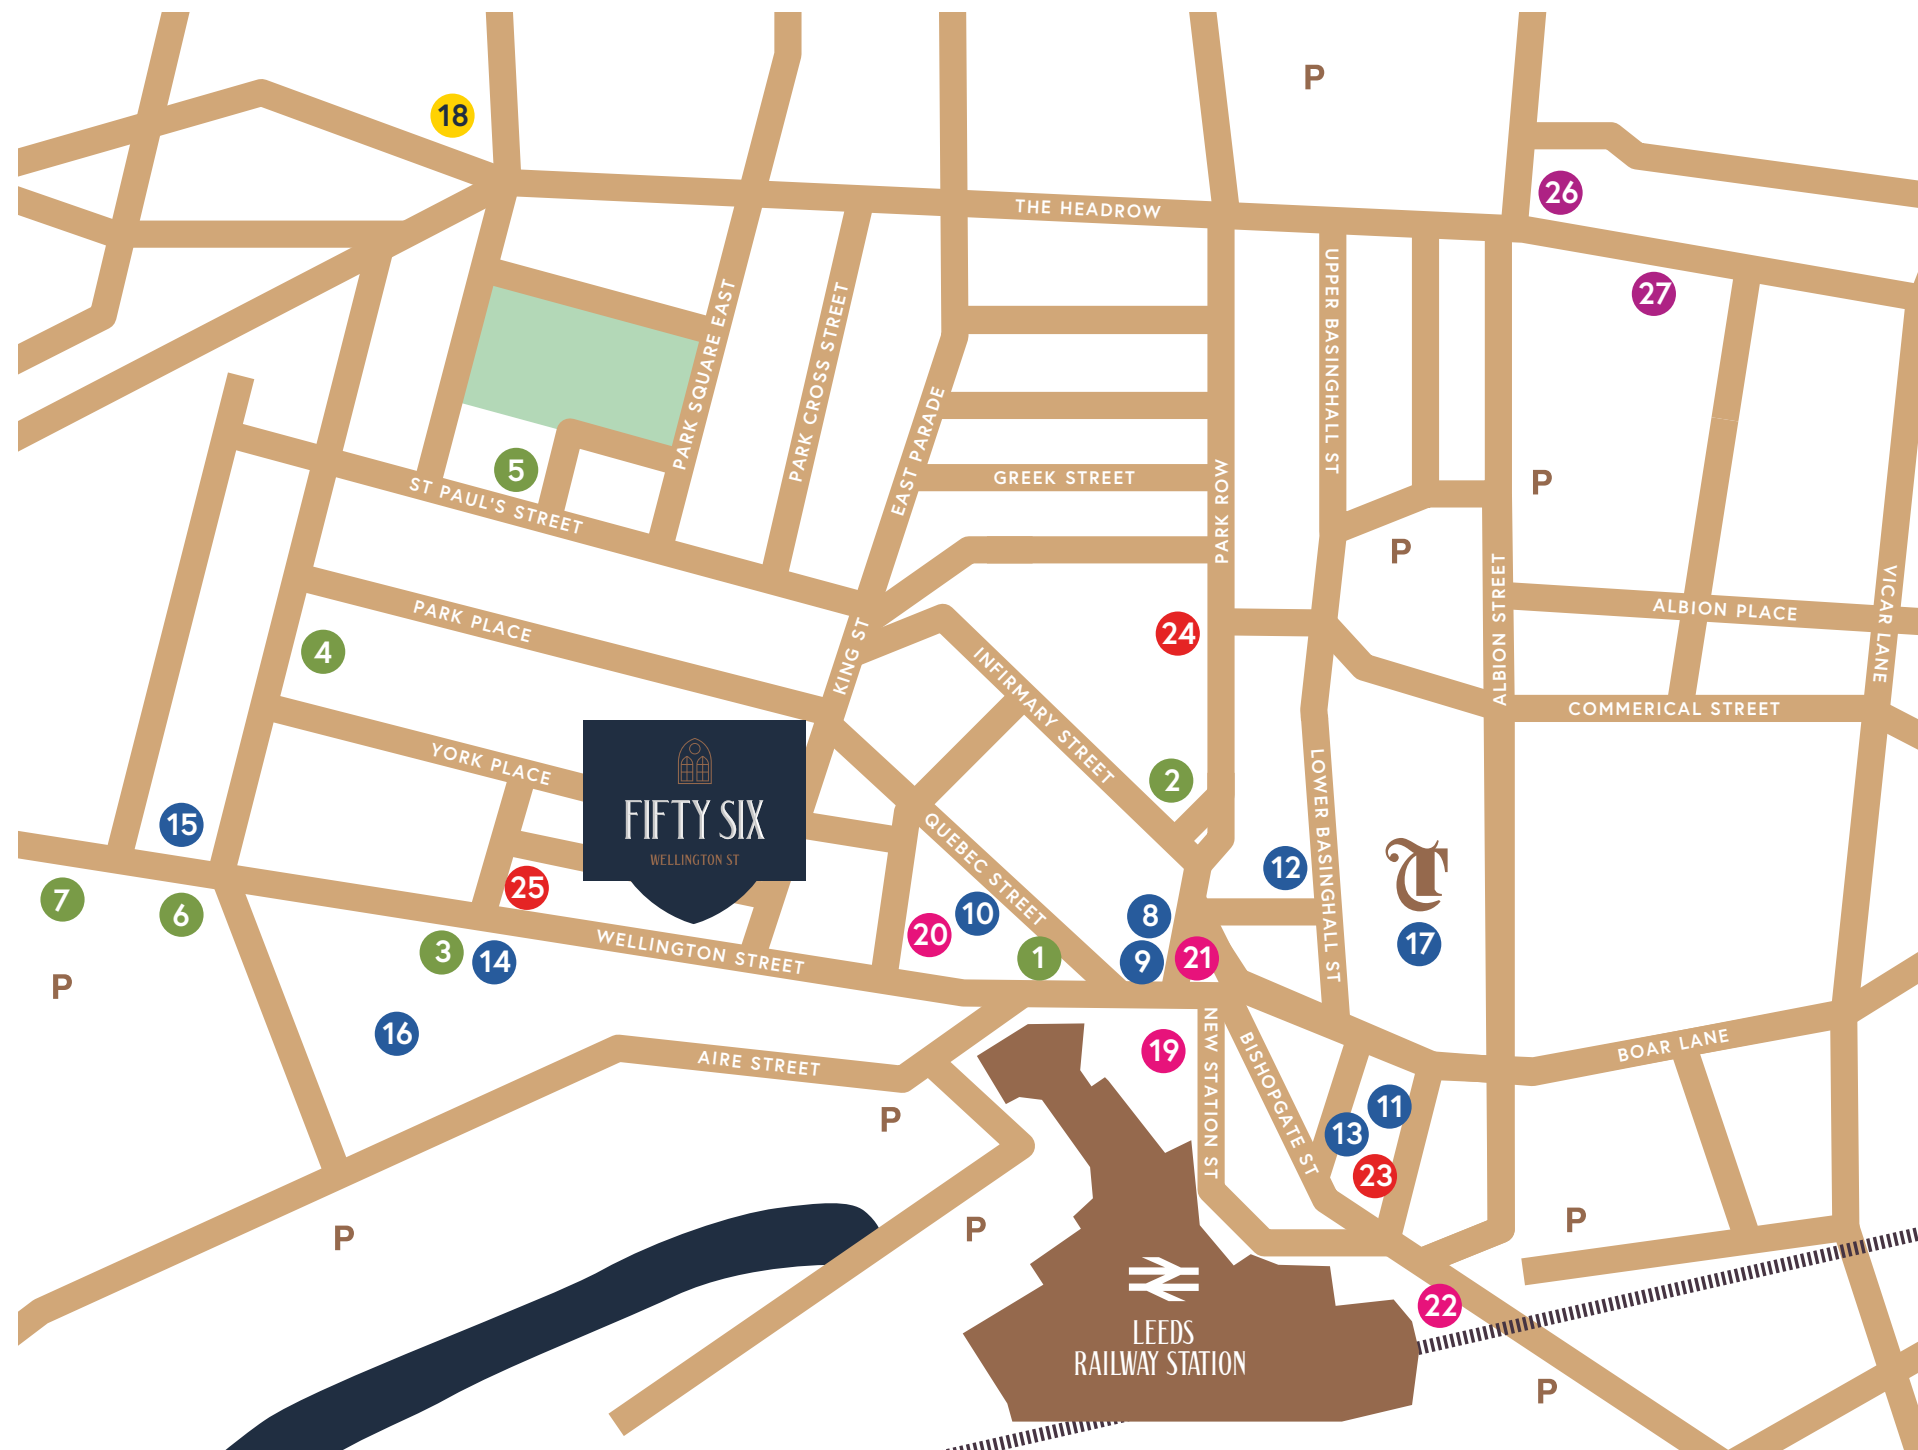 P
18
26
THE HEADROW
27
UPPER BASINGHALL ST
PARK SQUARE EAST
PARK CROSS STREET
EAST PARADE
5
GREEK STREET
P
ST PAUL'S STREET
PARK ROW
P
ALBION STREET
VICAR LANE
ALBION PLACE
PARK PLACE
24
4
KING ST
INFIRMARY STREET
COMMERICAL STREET
YORK PLACE
2
LOWER BASINGHALL ST
FIFTY SIX
WELLINGTON ST
15
QUEBEC STREET
12
T
25
7
6
10
8
20
3
14
WELLINGTON STREET
1
9
21
17
P
16
NEW STATION ST
BISHOPGATE ST
19
BOAR LANE
AIRE STREET
P
11
13
23
P
P
P
22
LEEDS
RAILWAY STATION
P